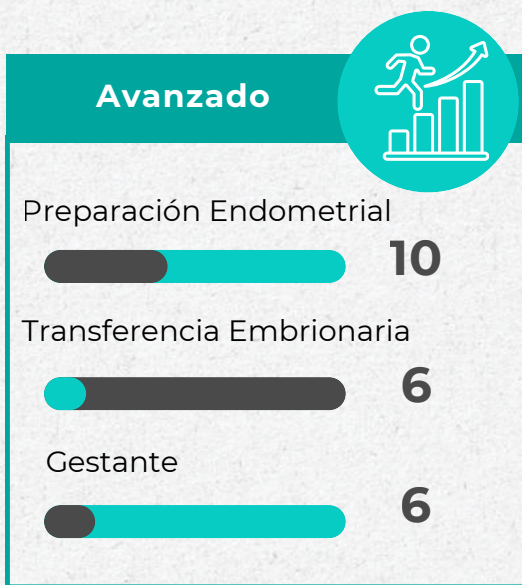 Avanzado
Preparación Endometrial
10
Transferencia Embrionaria
6
Gestante
6